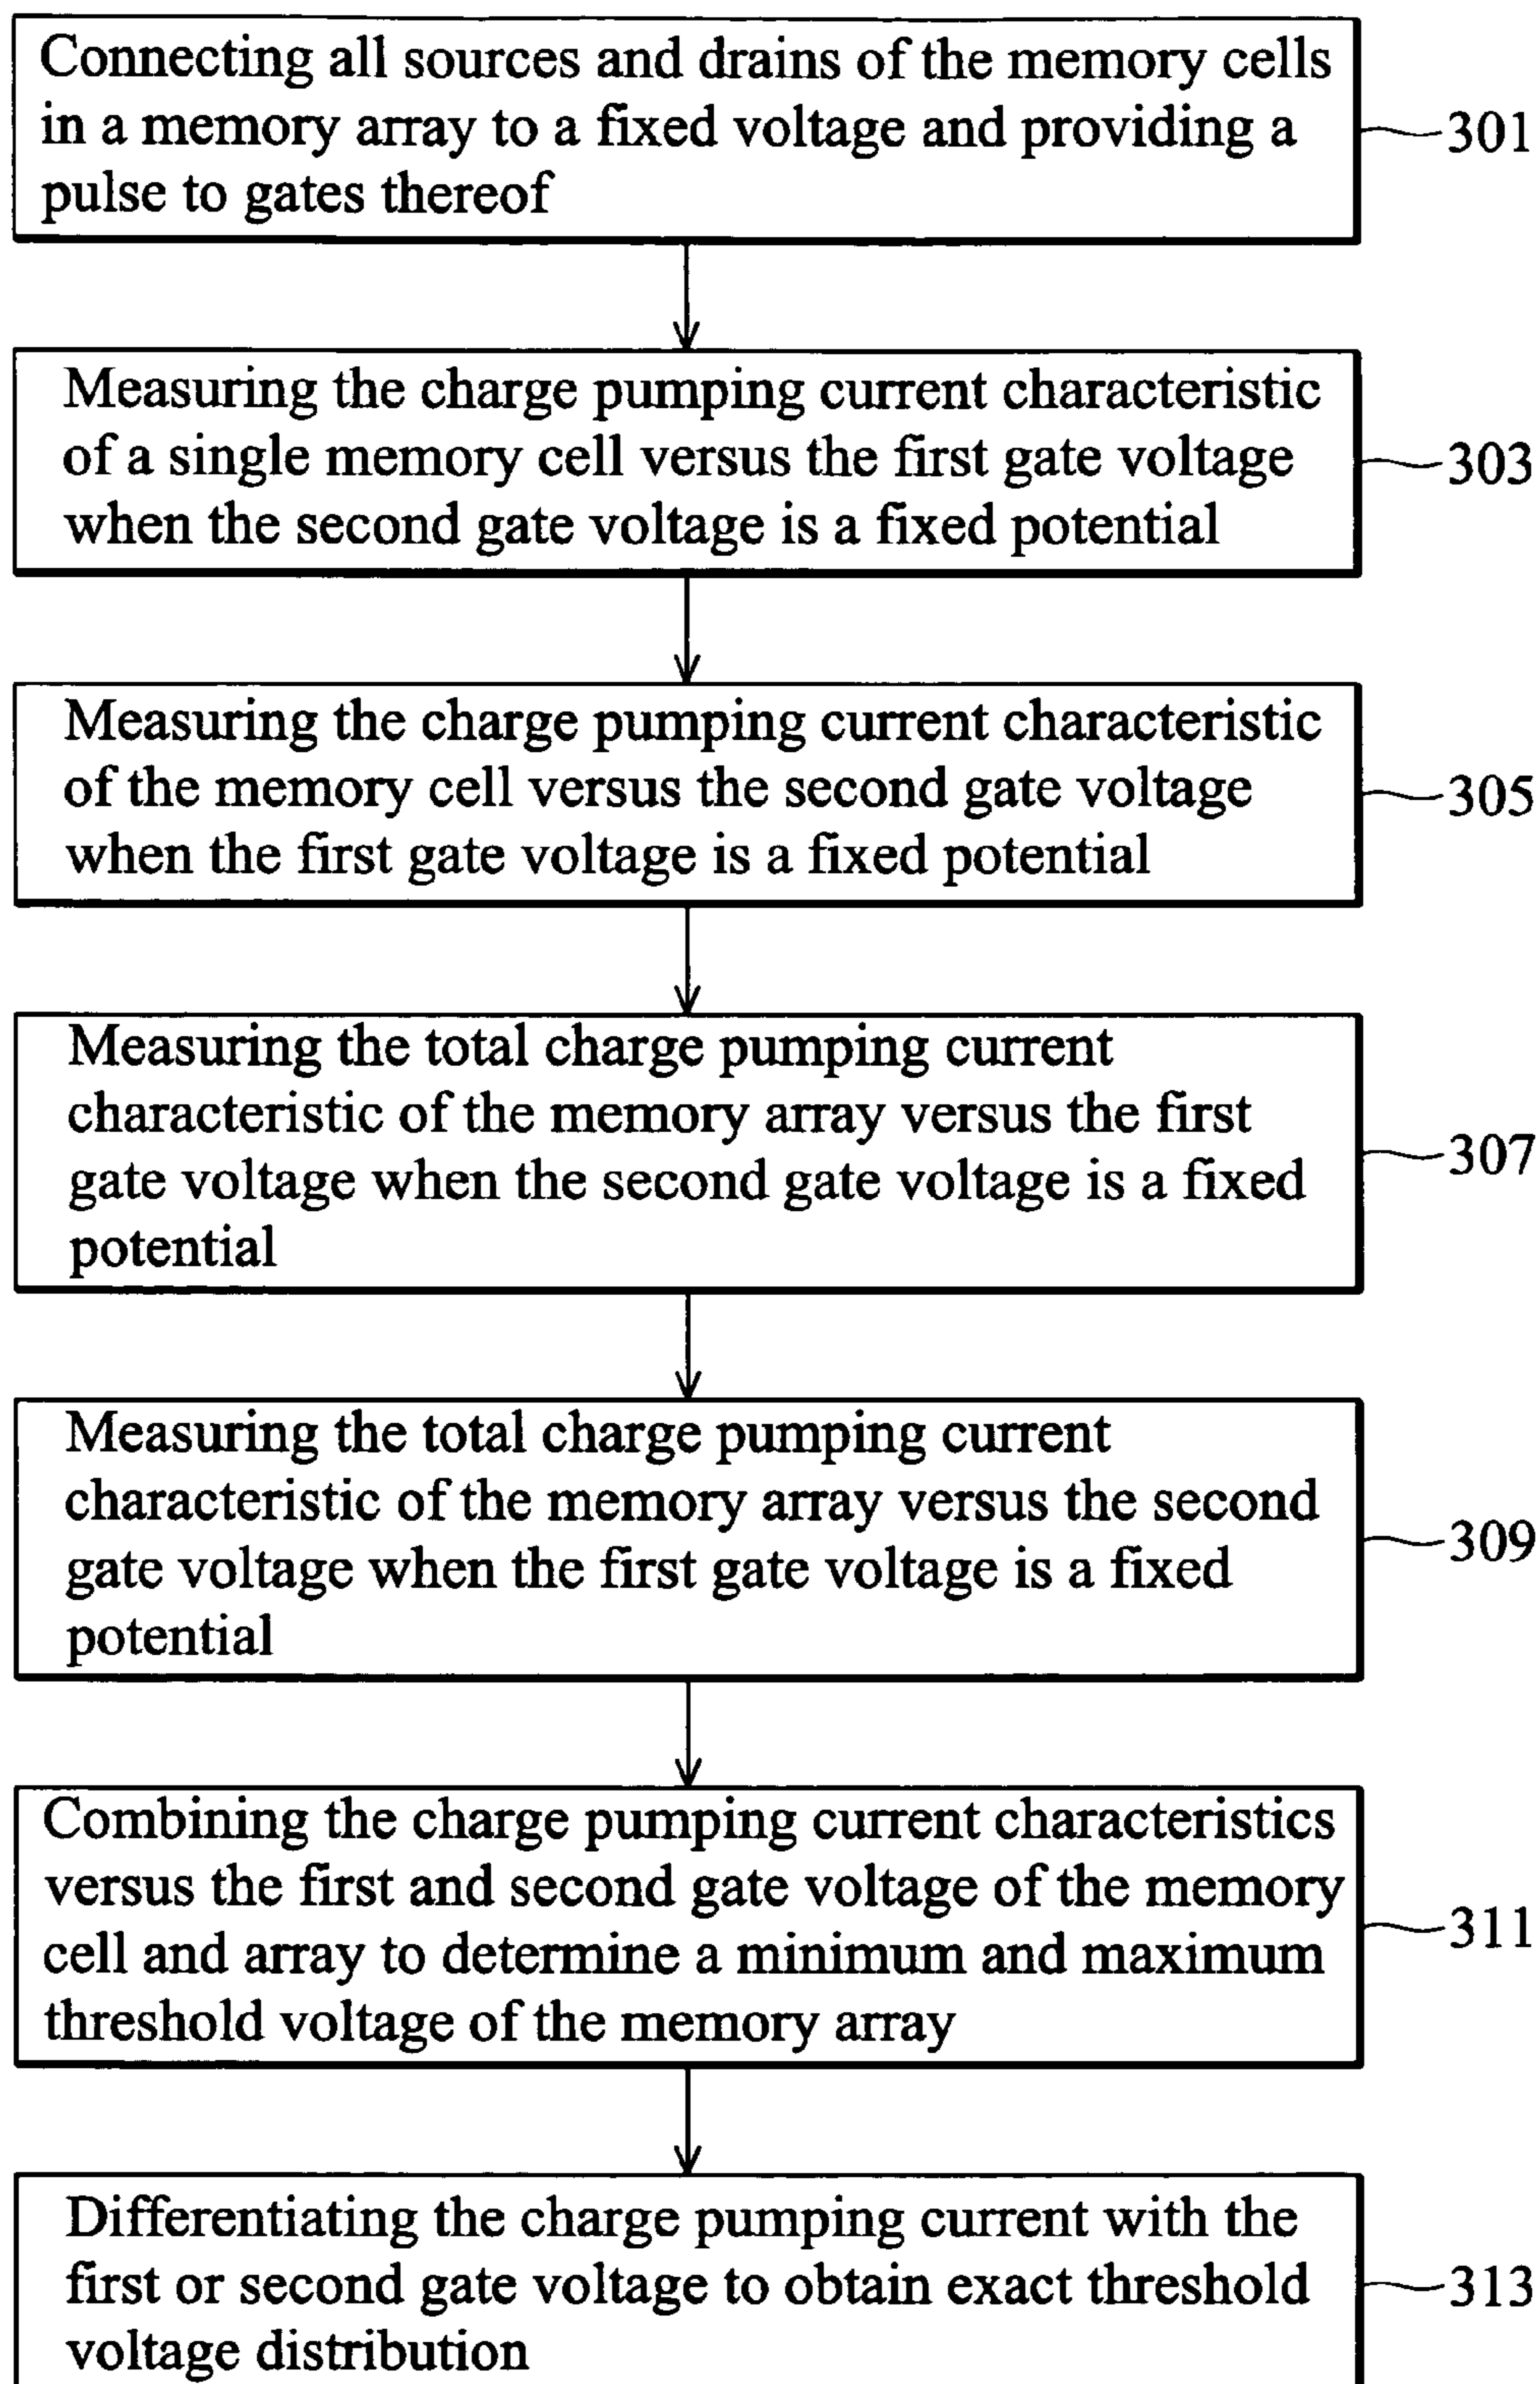 Connecting all sources and drains of the memory cells
in a memory array to a fixed voltage and providing a
pulse to gates thereof
301
Measuring the charge pumping current characteristic
of a single memory cell versus the first gate voltage
when the second gate voltage is a fixed potential
303
Measuring the charge pumping current characteristic
of the memory cell versus the second gate voltage
when the first gate voltage is a fixed potential
305
Measuring the total charge pumping current
characteristic of the memory array versus the first
gate voltage when the second gate voltage is a fixed
potential
307
Measuring the total charge pumping current
characteristic of the memory array versus the second
gate voltage when the first gate voltage is a fixed
potential
309
Combining the charge pumping current characteristics
versus the first and second gate voltage of the memory
cell and array to determine a minimum and maximum
threshold voltage of the memory array
311
Differentiating the charge pumping current with the
first or second gate voltage to obtain exact threshold
voltage distribution
313